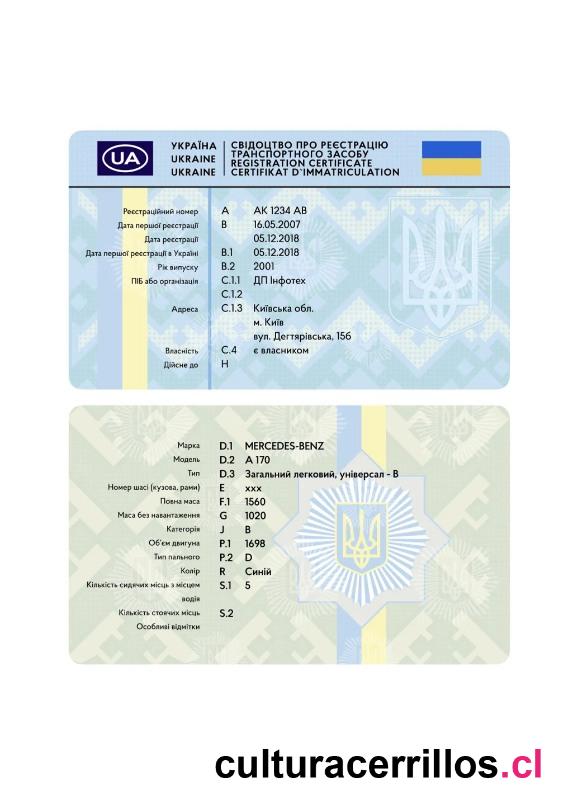 UA
УКРАЇНА
UKRAINE
UKRAINE
СВІДОЦТВО ПРО РЕЄСТРАЦІЮ
ТРАНСПОРТНОГО ЗАСОБУ
REGISTRATION CERTIFICATE
CERTIFIKAT D`IMMATRICULATION
Реєстраційний номер A АК 1234 АВ
Дата першої реєстрації B 16.05.2007
Дата реєстрації 05.12.2018
Дата першої реєстрації в Україні B.1 05.12.2018
Рік випуску B.2 2001
ПІБ або організація C.1.1 ДП Інфотех
C.1.2
Адреса C.1.3 Київська обл.
м. Київ
вул. Дегтярівська, 15б
Власність C.4 є власником
Дійсне до H
Марка D.1 MERCEDES-BENZ
Модель D.2 A 170
Тип D.3 Загальний легковий, універсал - В
Номер шасі (кузова, рами) E xxx
Повна маса F.1 1560
Маса без навантаження G 1020
Категорія J B
Об'єм двигуна P.1 1698
Тип пального P.2 D
Колір R Синій
Кількість сидячих місць з місцем S.1 5
водія
Кількість стоячих місць S.2
Особливі відмітки
culturacerrillos.cl